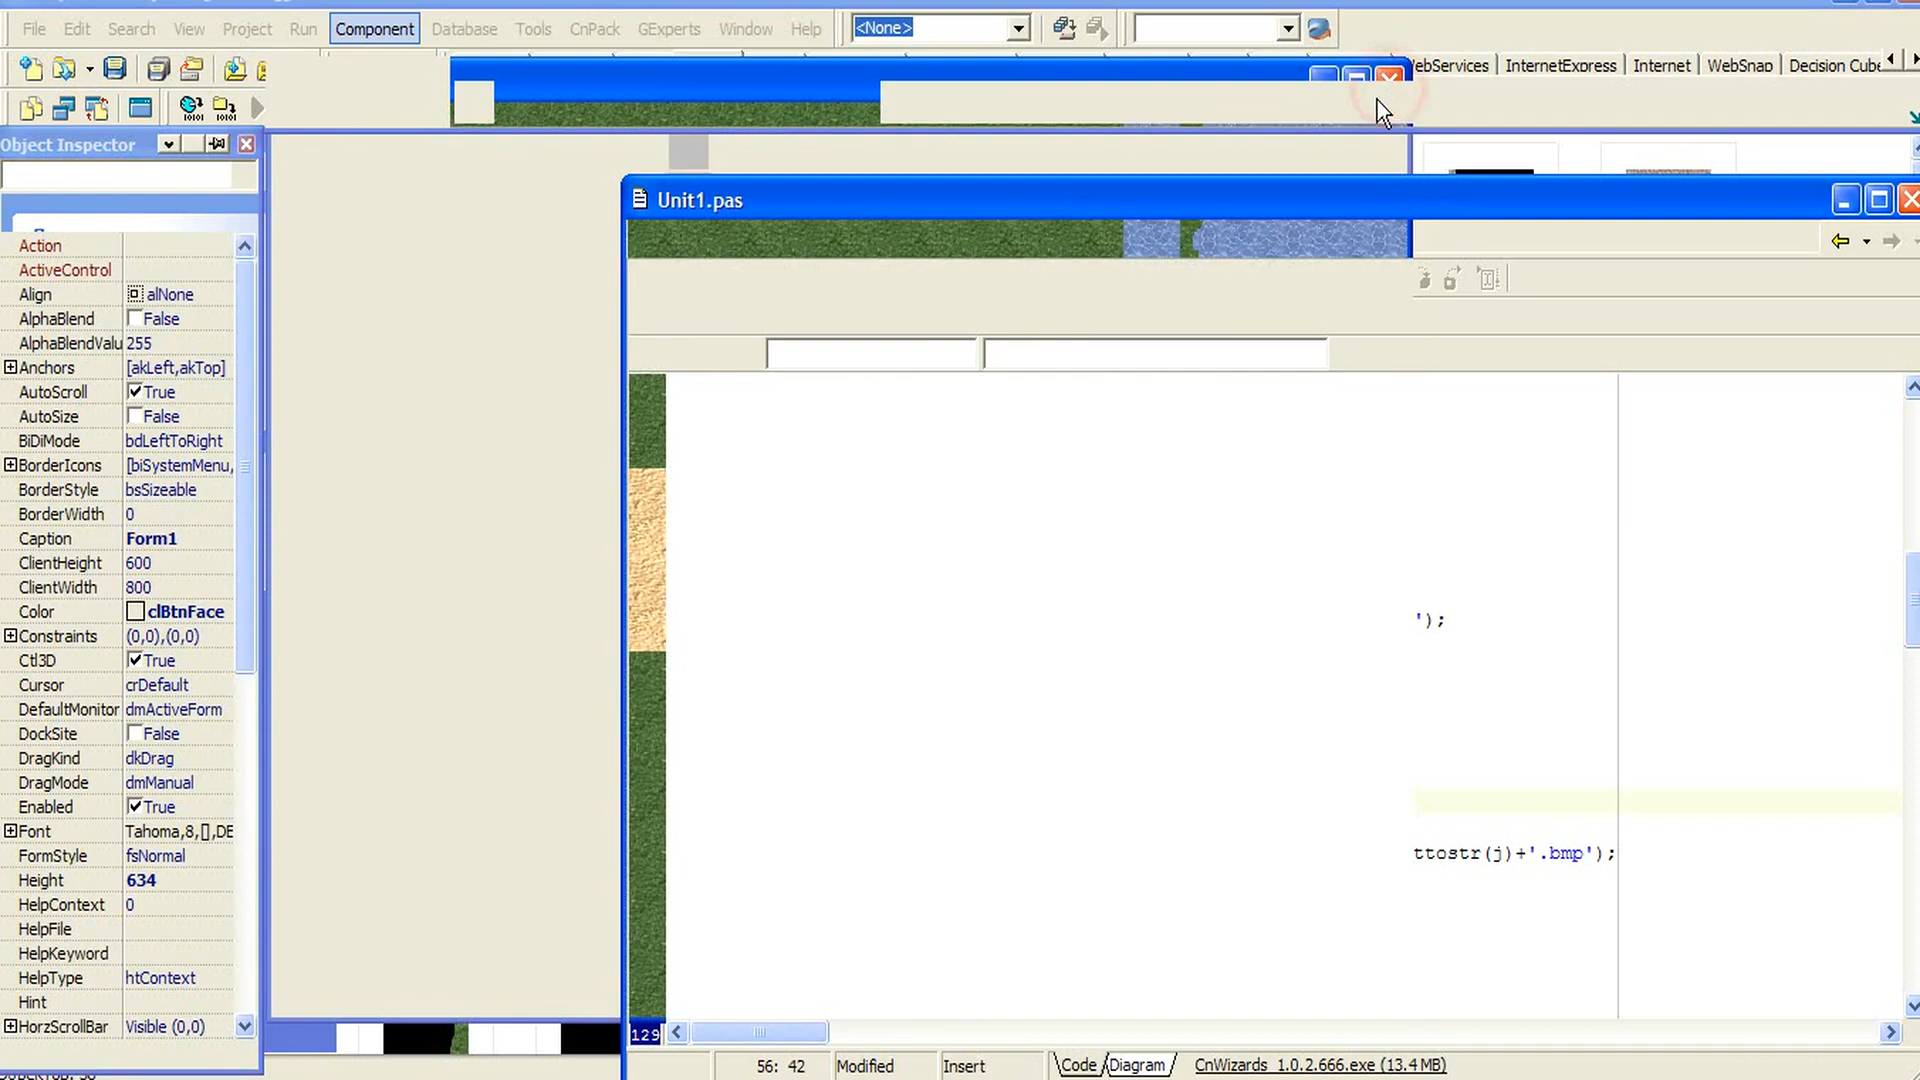 File Edit Search View Project Run Component Database Tools CnPack GExperts Window Help <None>
ebServices InternetExpress Internet WebSnap Decision Cube
Object Inspector
Unit1.pas
Action
ActiveControl
Align alNone
AlphaBlend False
AlphaBlendValu 255
Anchors [akLeft,akTop]
AutoScroll True
AutoSize False
BiDiMode bdLeftToRight
BorderIcons [biSystemMenu,
BorderStyle bsSizeable
BorderWidth 0
Caption Form1
ClientHeight 600
ClientWidth 800
Color clBtnFace
Constraints (0,0),(0,0)
');
Ctl3D True
Cursor crDefault
DefaultMonitor dmActiveForm
DockSite False
DragKind dkDrag
DragMode dmManual
Enabled True
Font Tahoma,8,[],DE
FormStyle fsNormal
ttostr(j)+'.bmp');
Height 634
HelpContext 0
HelpFile
HelpKeyword
HelpType htContext
Hint
HorzScrollBar Visible (0,0)
129
56: 42 Modified Insert Code Diagram CnWizards_1.0.2.666.exe (13.4 MB)